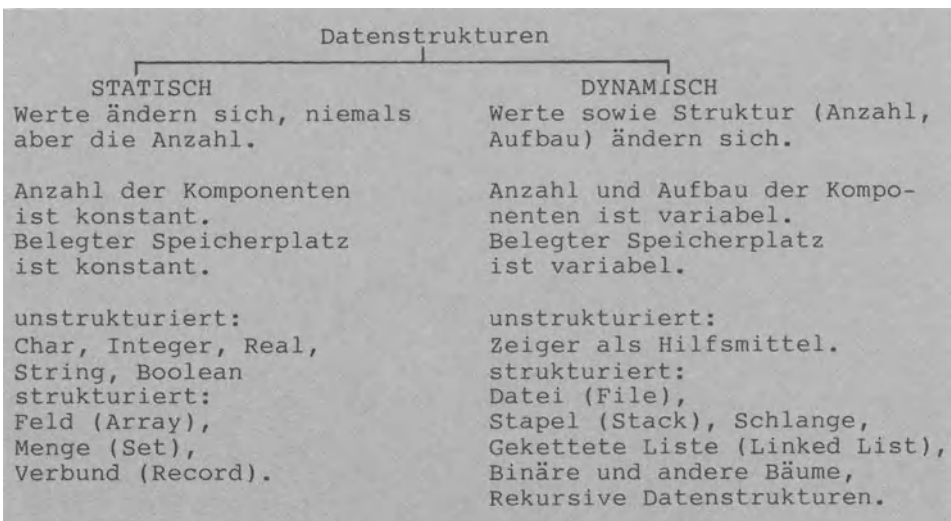 Datenstrukturen
STATISCH
Werte ändern sich, niemals
aber die Anzahl.
Anzahl der Komponenten
ist konstant.
Belegter Speicherplatz
ist konstant.
unstrukturiert:
Char, Integer, Real,
String, Boolean
strukturiert:
Feld (Array),
Menge (Set),
Verbund (Record).
DYNAMISCH
Werte sowie Struktur (Anzahl,
Aufbau) ändern sich.
Anzahl und Aufbau der Kompo-
nenten ist variabel.
Belegter Speicherplatz
ist variabel.
unstrukturiert:
Zeiger als Hilfsmittel.
strukturiert:
Datei (File),
Stapel (Stack), Schlange,
Gekettete Liste (Linked List),
Binäre und andere Bäume,
Rekursive Datenstrukturen.